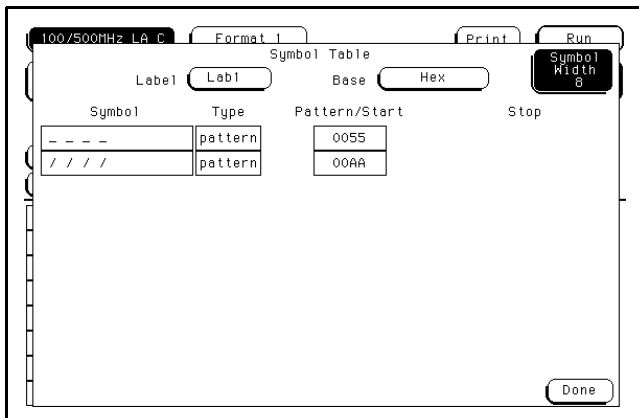 100/500MHz LA C Format 1 Print Run
Symbol Table
Label Lab1 Base Hex Symbol Width 8
Symbol Type Pattern/Start Stop
_ _ _ _ pattern 0055
/ / / / pattern 00AA
Done